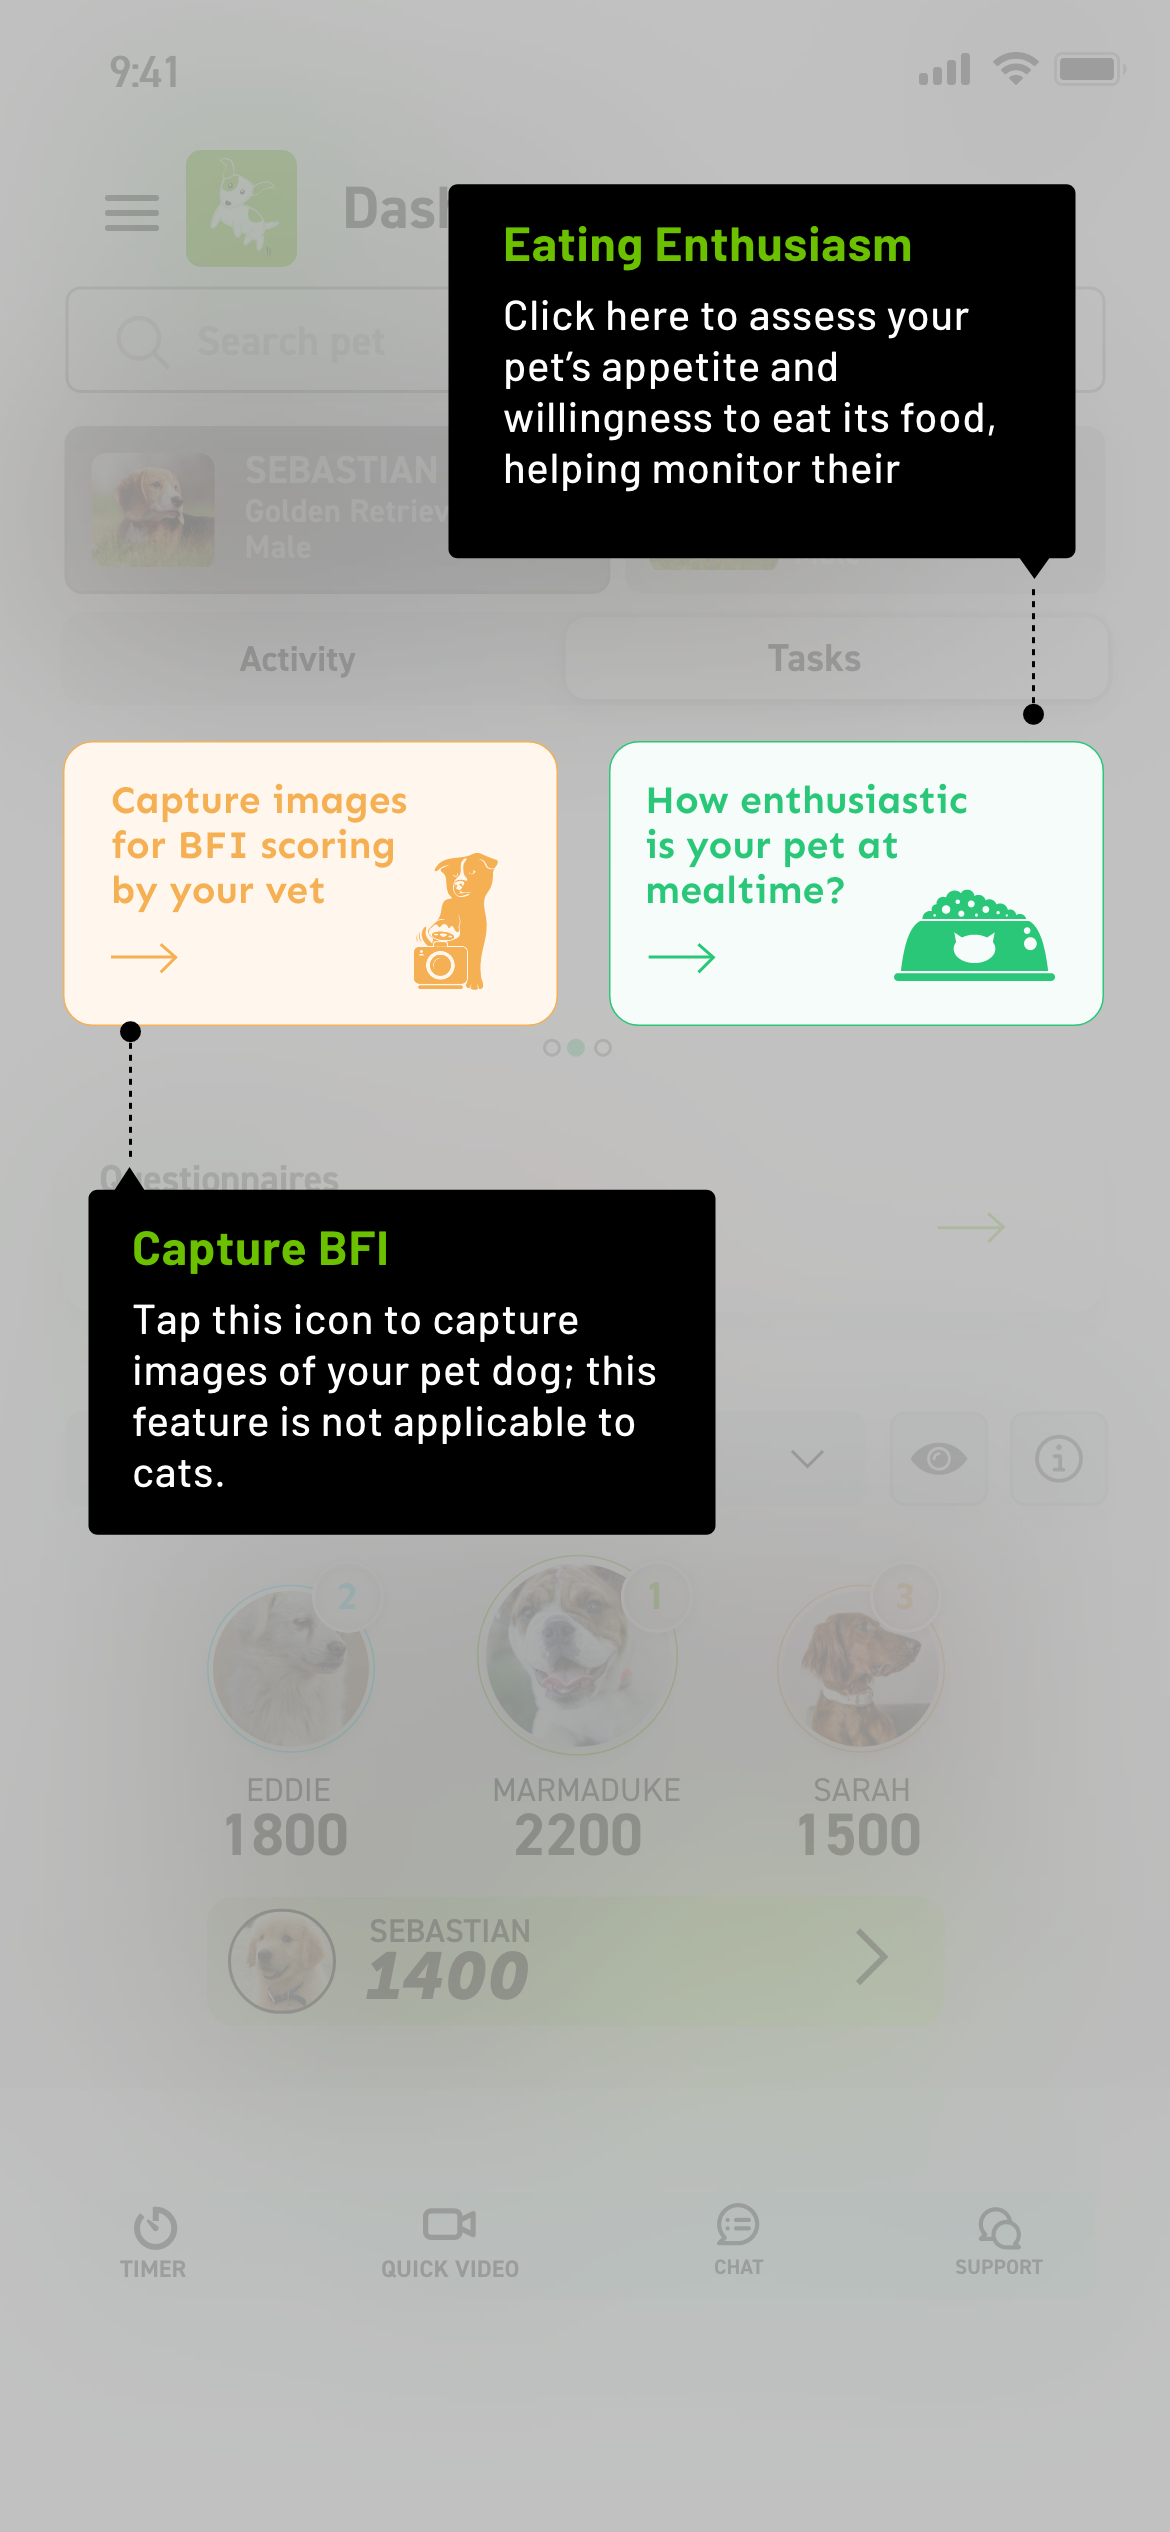 9:41
Eating Enthusiasm
Click here to assess your
pet’s appetite and
willingness to eat its food,
helping monitor their
Search pet
SEBASTIAN
Golden
Male
Activity
Tasks
Capture images
for BFI scoring
by your vet
How enthusiastic
is your pet at
mealtime?
Questionnaires
Capture BFI
Tap this icon to capture
images of your pet dog; this
feature is not applicable to
cats.
2
1
3
EDDIE
1800
MARMADUKE
2200
SARAH
1500
SEBASTIAN
1400
TIMER
QUICK VIDEO
CHAT
SUPPORT